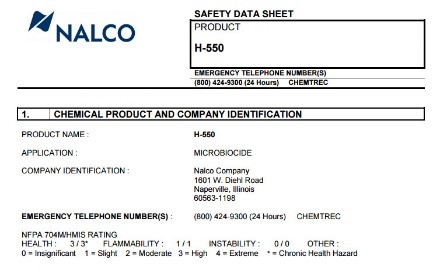 NALCO
SAFETY DATA SHEET
PRODUCT
H-550
EMERGENCY TELEPHONE NUMBER(S)
(800) 424-9300 (24 Hours) CHEMTREC
1. CHEMICAL PRODUCT AND COMPANY IDENTIFICATION
PRODUCT NAME : H-550
APPLICATION : MICROBIOCIDE
COMPANY IDENTIFICATION : Nalco Company
1601 W. Diehl Road
Naperville, Illinois
60563-1198
EMERGENCY TELEPHONE NUMBER(S) : (800) 424-9300 (24 Hours) CHEMTREC
NFPA 704M/HMIS RATING
HEALTH : 3 / 3* FLAMMABILITY : 1 / 1 INSTABILITY : 0 / 0 OTHER :
0 = Insignificant 1 = Slight 2 = Moderate 3 = High 4 = Extreme * = Chronic Health Hazard